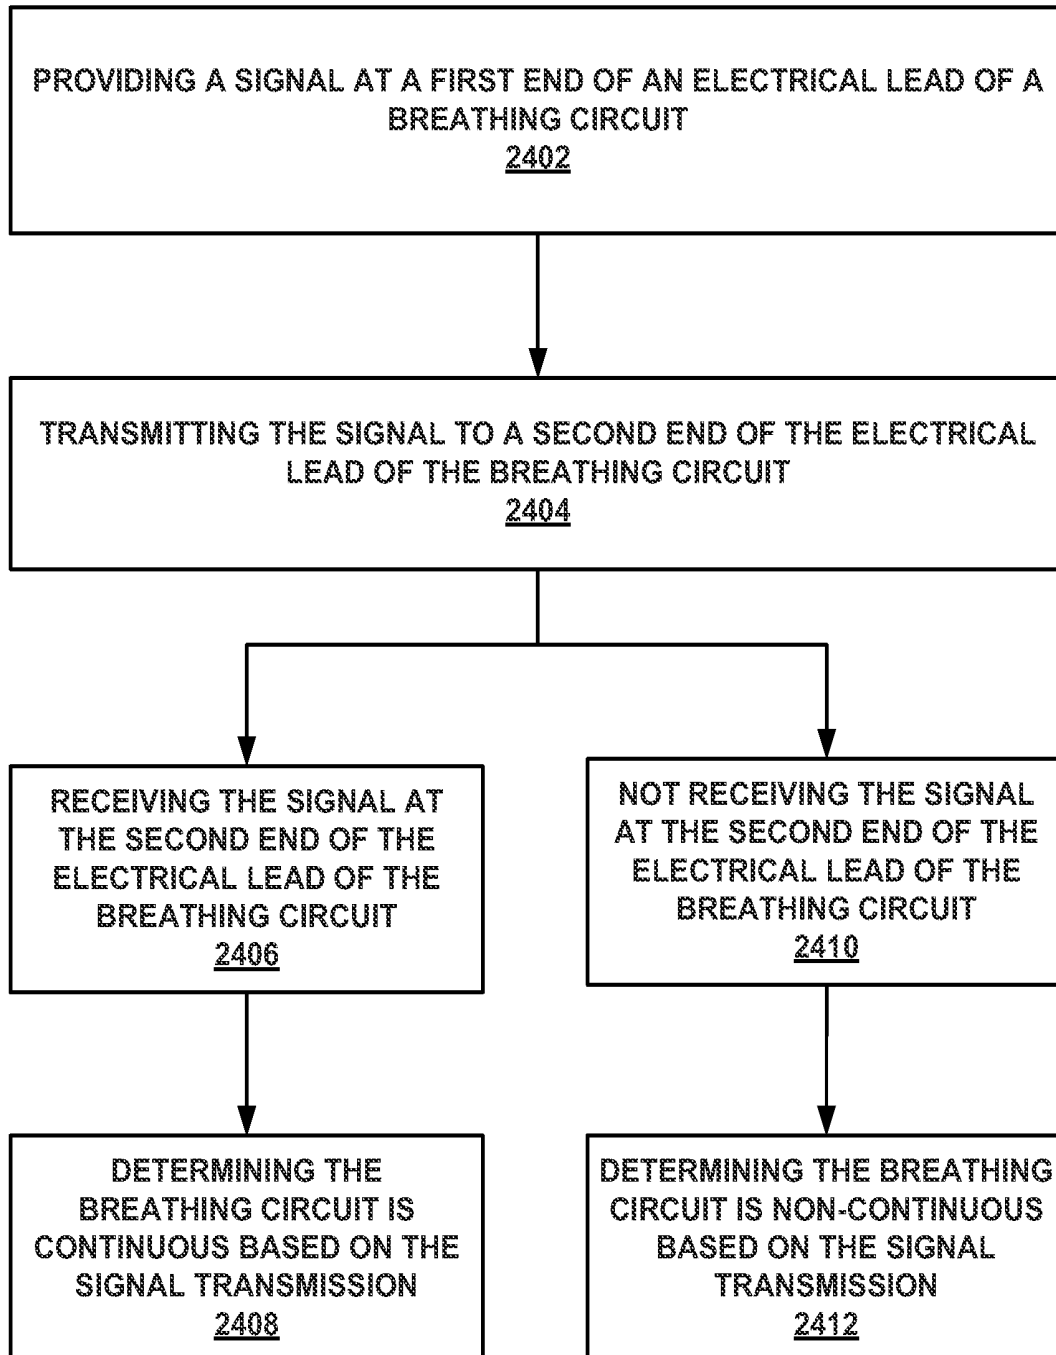 PROVIDING A SIGNAL AT A FIRST END OF AN ELECTRICAL LEAD OF A
BREATHING CIRCUIT
2402
TRANSMITTING THE SIGNAL TO A SECOND END OF THE ELECTRICAL
LEAD OF THE BREATHING CIRCUIT
2404
RECEIVING THE SIGNAL AT
THE SECOND END OF THE
ELECTRICAL LEAD OF THE
BREATHING CIRCUIT
2406
NOT RECEIVING THE SIGNAL
AT THE SECOND END OF THE
ELECTRICAL LEAD OF THE
BREATHING CIRCUIT
2410
DETERMINING THE
BREATHING CIRCUIT IS
CONTINUOUS BASED ON THE
SIGNAL TRANSMISSION
2408
DETERMINING THE BREATHING
CIRCUIT IS NON-CONTINUOUS
BASED ON THE SIGNAL
TRANSMISSION
2412